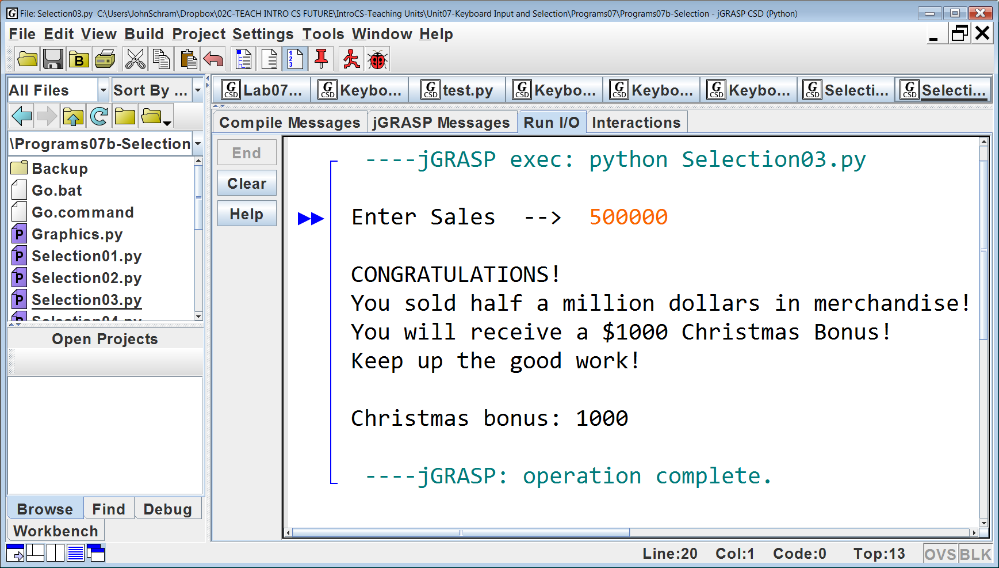 File: Selection03.py  C:\Users\JohnSchram\Dropbox\02C-TEACH INTRO CS FUTURE\IntroCS-Teaching Units\Unit07-Keyboard Input and Selection\Programs07\Programs07b-Selection - jGRASP CSD (Python)
File Edit View Build Project Settings Tools Window Help
All Files Sort By ...
Lab07... Keybo... test.py Keybo... Keybo... Keybo... Selecti... Selecti...
Compile Messages jGRASP Messages Run I/O Interactions
\Programs07b-Selection
Backup
Go.bat
Go.command
Graphics.py
Selection01.py
Selection02.py
Selection03.py
Selection04.py
Open Projects
Browse Find Debug
Workbench
End
Clear
Help
----jGRASP exec: python Selection03.py
Enter Sales  -->  500000
CONGRATULATIONS!
You sold half a million dollars in merchandise!
You will receive a $1000 Christmas Bonus!
Keep up the good work!
Christmas bonus: 1000
----jGRASP: operation complete.
Line:20 Col:1 Code:0 Top:13 OVS BLK